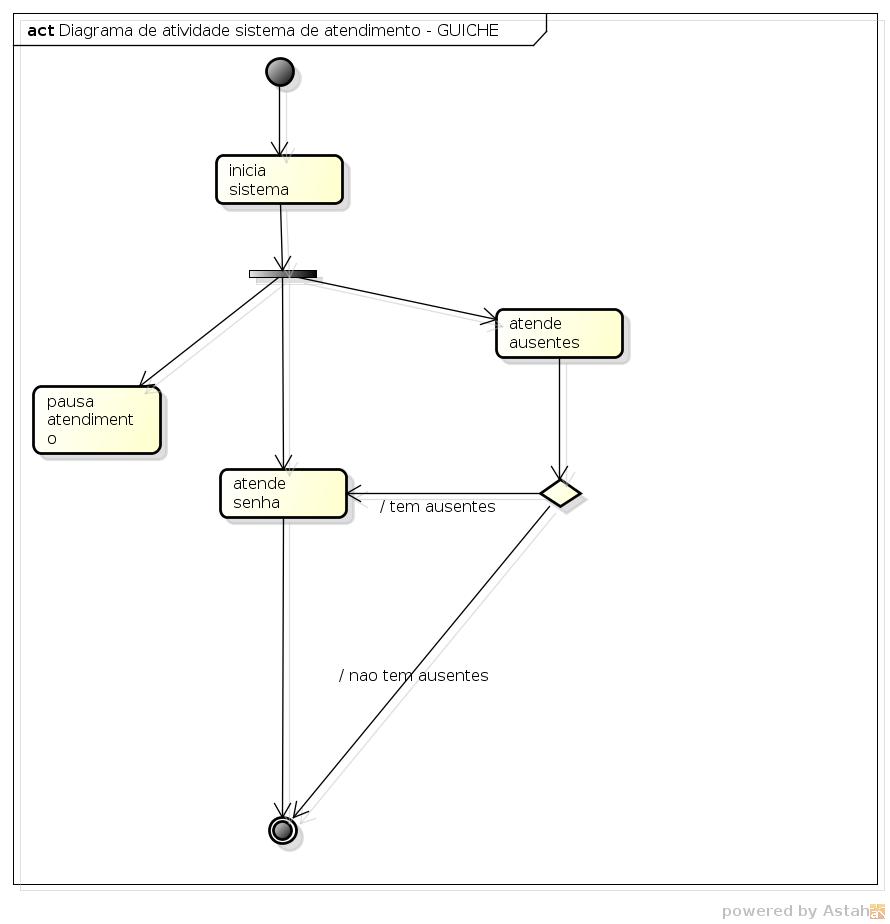 act Diagrama de atividade sistema de atendimento - GUICHE
inicia
sistema
atende
ausentes
pausa
atendiment
o
atende
senha
/ tem ausentes
/ nao tem ausentes
powered by Astah